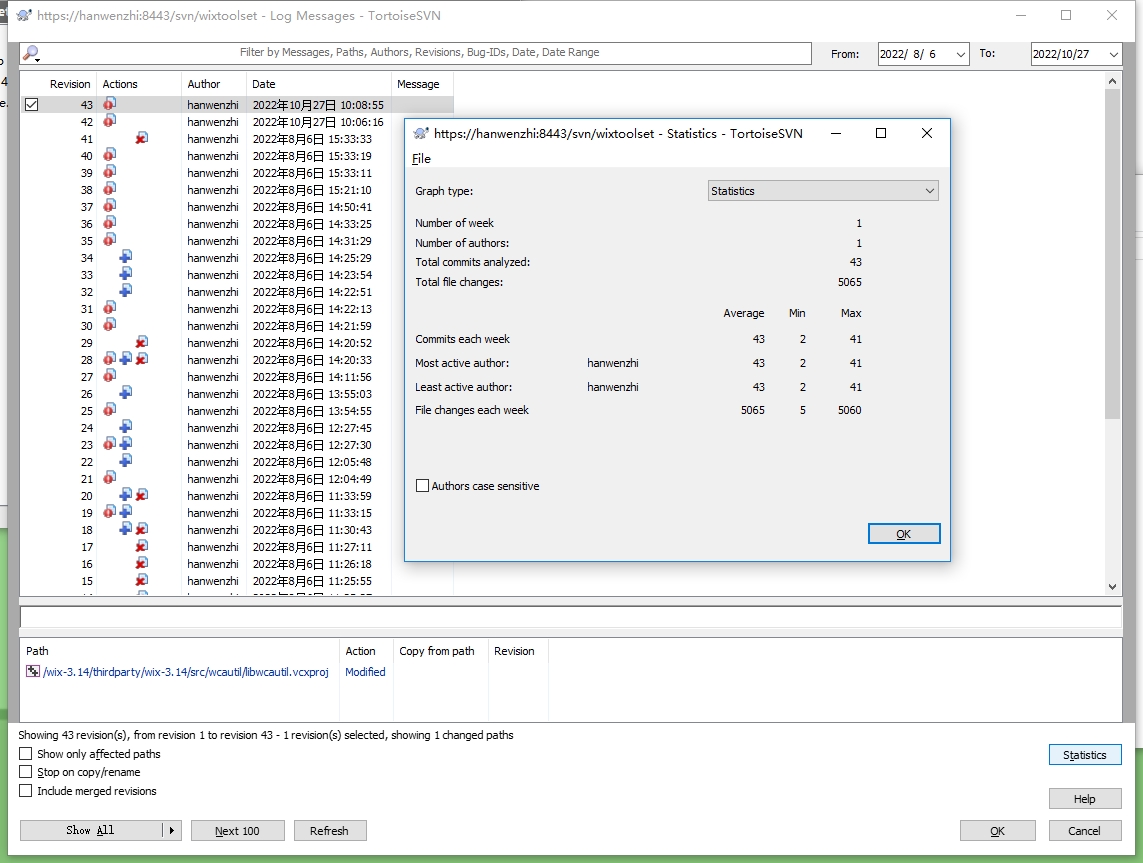 https://hanwenzhi:8443/svn/wixtoolset - Log Messages - TortoiseSVN
Filter by Messages, Paths, Authors, Revisions, Bug-IDs, Date, Date Range
From: 2022/ 8/ 6 To: 2022/10/27
Revision Actions Author Date Message
43 hanwenzhi 2022年10月27日 10:08:55
42 hanwenzhi 2022年10月27日 10:06:16
41 hanwenzhi 2022年8月6日 15:33:33
40 hanwenzhi 2022年8月6日 15:33:19
39 hanwenzhi 2022年8月6日 15:33:11
38 hanwenzhi 2022年8月6日 15:21:10
37 hanwenzhi 2022年8月6日 14:50:41
36 hanwenzhi 2022年8月6日 14:33:25
35 hanwenzhi 2022年8月6日 14:31:29
34 hanwenzhi 2022年8月6日 14:25:29
33 hanwenzhi 2022年8月6日 14:23:54
32 hanwenzhi 2022年8月6日 14:22:51
31 hanwenzhi 2022年8月6日 14:22:13
30 hanwenzhi 2022年8月6日 14:21:59
29 hanwenzhi 2022年8月6日 14:20:52
28 hanwenzhi 2022年8月6日 14:20:33
27 hanwenzhi 2022年8月6日 14:11:56
26 hanwenzhi 2022年8月6日 13:55:03
25 hanwenzhi 2022年8月6日 13:54:55
24 hanwenzhi 2022年8月6日 12:27:45
23 hanwenzhi 2022年8月6日 12:27:30
22 hanwenzhi 2022年8月6日 12:05:48
21 hanwenzhi 2022年8月6日 12:04:49
20 hanwenzhi 2022年8月6日 11:33:59
19 hanwenzhi 2022年8月6日 11:33:15
18 hanwenzhi 2022年8月6日 11:30:43
17 hanwenzhi 2022年8月6日 11:27:11
16 hanwenzhi 2022年8月6日 11:26:18
15 hanwenzhi 2022年8月6日 11:25:55
https://hanwenzhi:8443/svn/wixtoolset - Statistics - TortoiseSVN
File
Graph type: Statistics
Number of week 1
Number of authors: 1
Total commits analyzed: 43
Total file changes: 5065
Average Min Max
Commits each week 43 2 41
Most active author: hanwenzhi 43 2 41
Least active author: hanwenzhi 43 2 41
File changes each week 5065 5 5060
Authors case sensitive
OK
Path Action Copy from path Revision
/wix-3.14/thirdparty/wix-3.14/src/wcautil/libwcautil.vcxproj Modified
Showing 43 revision(s), from revision 1 to revision 43 - 1 revision(s) selected, showing 1 changed paths
Show only affected paths
Stop on copy/rename
Include merged revisions
Statistics
Help
Show All Next 100 Refresh OK Cancel